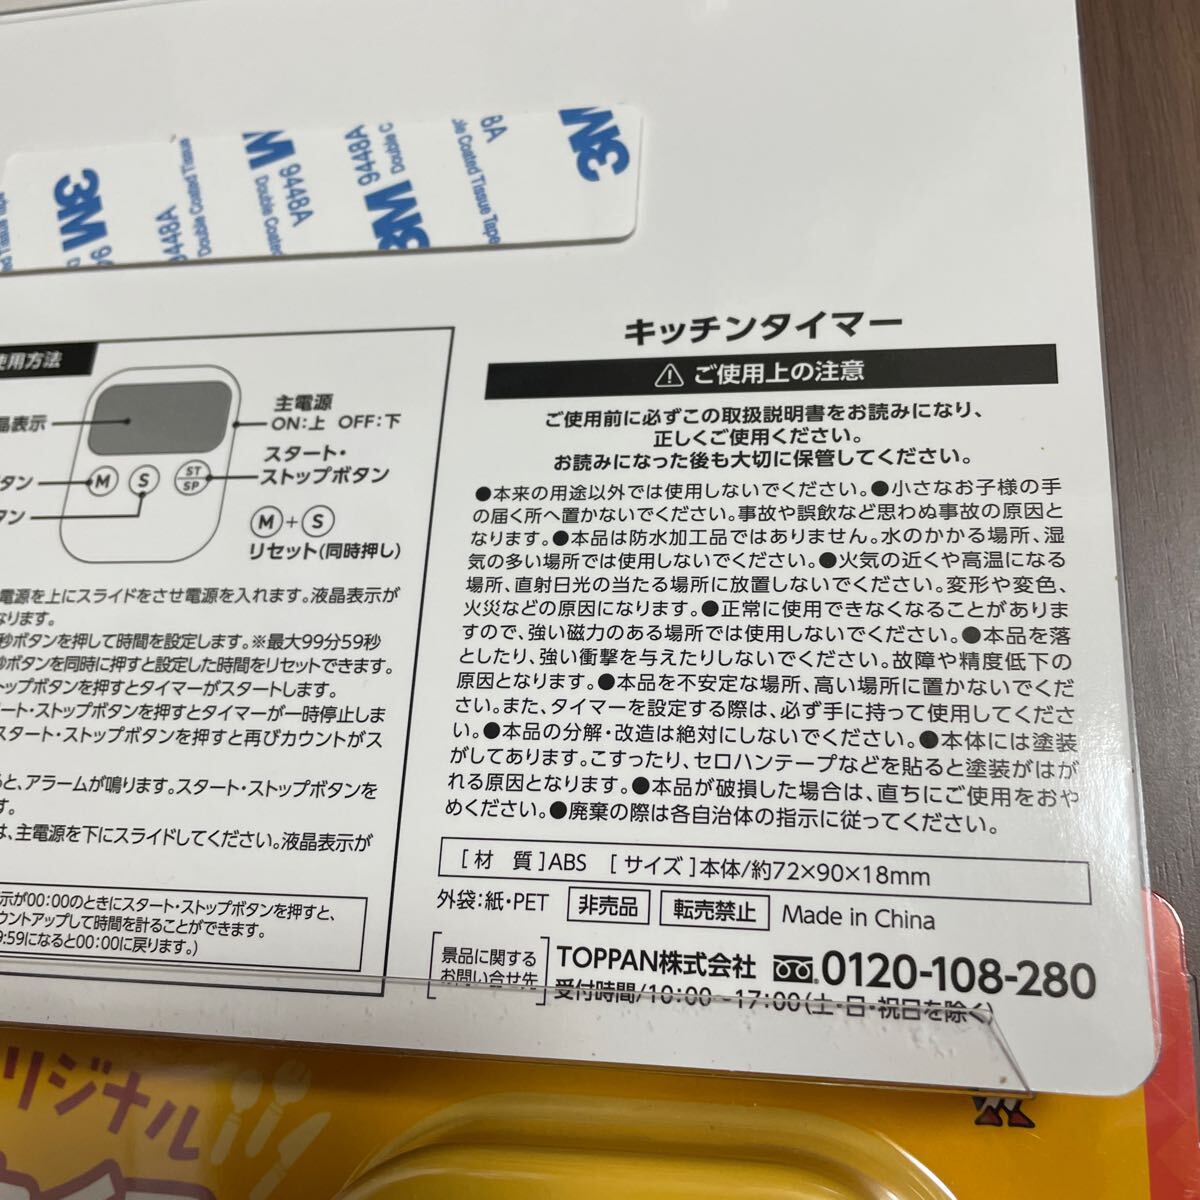 3M
9448A
Double Coated Tissue Tape
9448A
Double Coated
3M
9448A
Double C
8A
le Coated Tissue Tape
3M
使用方法
晶表示
主電源
ON:上 OFF:下
スタート・
ストップボタン
タン
M
S
ST
SP
タン
M+S
リセット(同時押し)
電源を上にスライドをさせ電源を入れます。液晶表示が
なります。
秒ボタンを押して時間を設定します。※最大99分59秒
秒ボタンを同時に押すと設定した時間をリセットできます。
トップボタンを押すとタイマーがスタートします。
ート・ストップボタンを押すとタイマーが一時停止しま
スタート・ストップボタンを押すと再びカウントがス
ると、アラームが鳴ります。スタート・ストップボタンを
す。
は、主電源を下にスライドしてください。液晶表示が
示が00:00のときにスタート・ストップボタンを押すと、
ウントアップして時間を計ることができます。
9:59になると00:00に戻ります。)
キッチンタイマー
⚠ ご使用上の注意
ご使用前に必ずこの取扱説明書をお読みになり、
正しくご使用ください。
お読みになった後も大切に保管してください。
●本来の用途以外では使用しないでください。●小さなお子様の手
の届く所へ置かないでください。事故や誤飲など思わぬ事故の原因と
なります。●本品は防水加工品ではありません。水のかかる場所、湿
気の多い場所では使用しないでください。●火気の近くや高温になる
場所、直射日光の当たる場所に放置しないでください。変形や変色、
火災などの原因になります。●正常に使用できなくなることがありま
すので、強い磁力のある場所では使用しないでください。●本品を落
としたり、強い衝撃を与えたりしないでください。故障や精度低下の
原因となります。●本品を不安定な場所、高い場所に置かないでくだ
さい。また、タイマーを設定する際は、必ず手に持って使用してくださ
い。●本品の分解・改造は絶対にしないでください。●本体には塗装
がしてあります。こすったり、セロハンテープなどを貼ると塗装がはが
れる原因となります。●本品が破損した場合は、直ちにご使用をおや
めください。●廃棄の際は各自治体の指示に従ってください。
[材 質]ABS [サイズ]本体/約72×90×18mm
外袋:紙・PET 非売品 転売禁止 Made in China
景品に関する
お問い合せ先
TOPPAN株式会社 0120-108-280
受付時間/10:00-17:00(土・日・祝日を除く)
リジナル